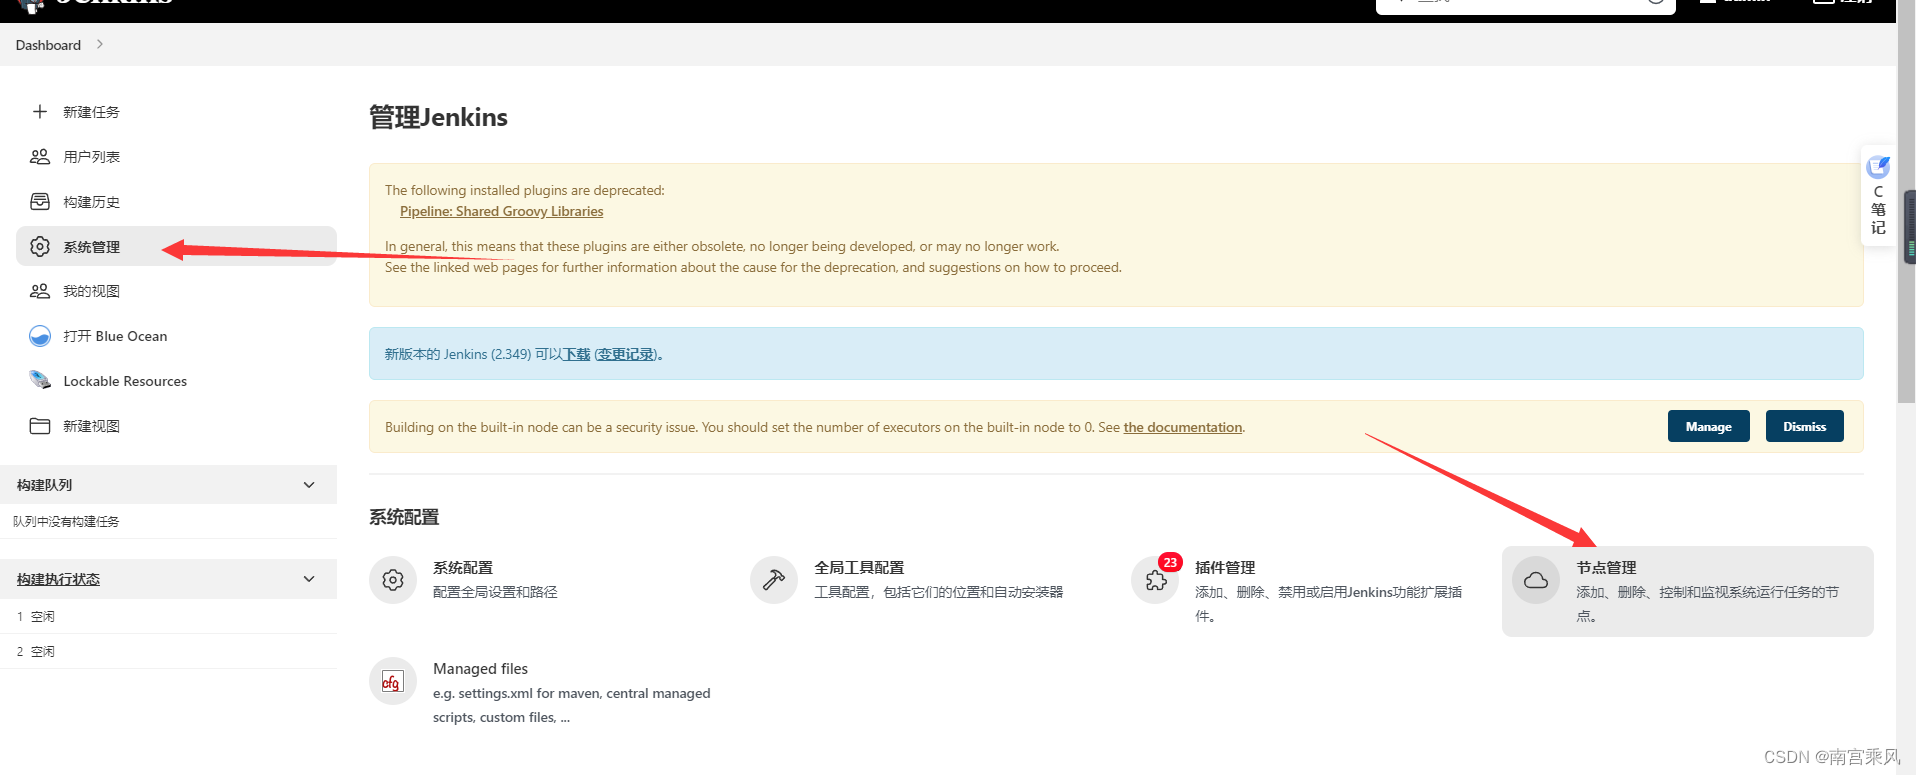 Jenkins
admin
Dashboard
新建任务
用户列表
构建历史
系统管理
我的视图
打开 Blue Ocean
Lockable Resources
新建视图
构建队列
队列中没有构建任务
构建执行状态
1 空闲
2 空闲
管理Jenkins
The following installed plugins are deprecated:
Pipeline: Shared Groovy Libraries
In general, this means that these plugins are either obsolete, no longer being developed, or may no longer work.
See the linked web pages for further information about the cause for the deprecation, and suggestions on how to proceed.
新版本的 Jenkins (2.349) 可以下载 (变更记录)。
Building on the built-in node can be a security issue. You should set the number of executors on the built-in node to 0. See the documentation.
Manage
Dismiss
系统配置
系统配置
配置全局设置和路径
全局工具配置
工具配置，包括它们的位置和自动安装器
23
插件管理
添加、删除、禁用或启用Jenkins功能扩展插
件。
节点管理
添加、删除、控制和监视系统运行任务的节
点。
cfg
Managed files
e.g. settings.xml for maven, central managed
scripts, custom files, ...
C
笔
记
CSDN @南宫乘风